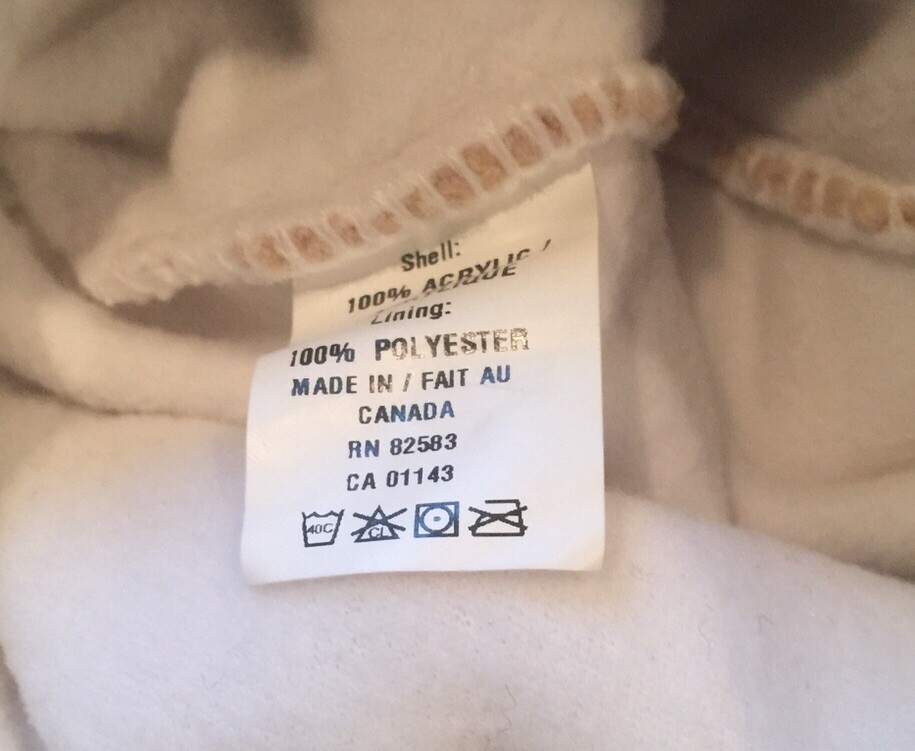 Shell:
100% ACRYLIC /
Lining:
100% POLYESTER
MADE IN / FAIT AU
CANADA
RN 82583
CA 01143
40C CL